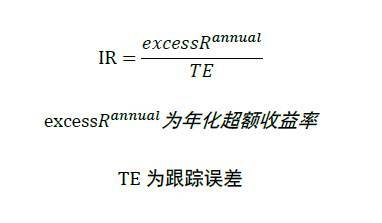 IR = \frac{excessR^{annual}}{TE}
excessR^{annual} 为年化超额收益率
TE 为跟踪误差